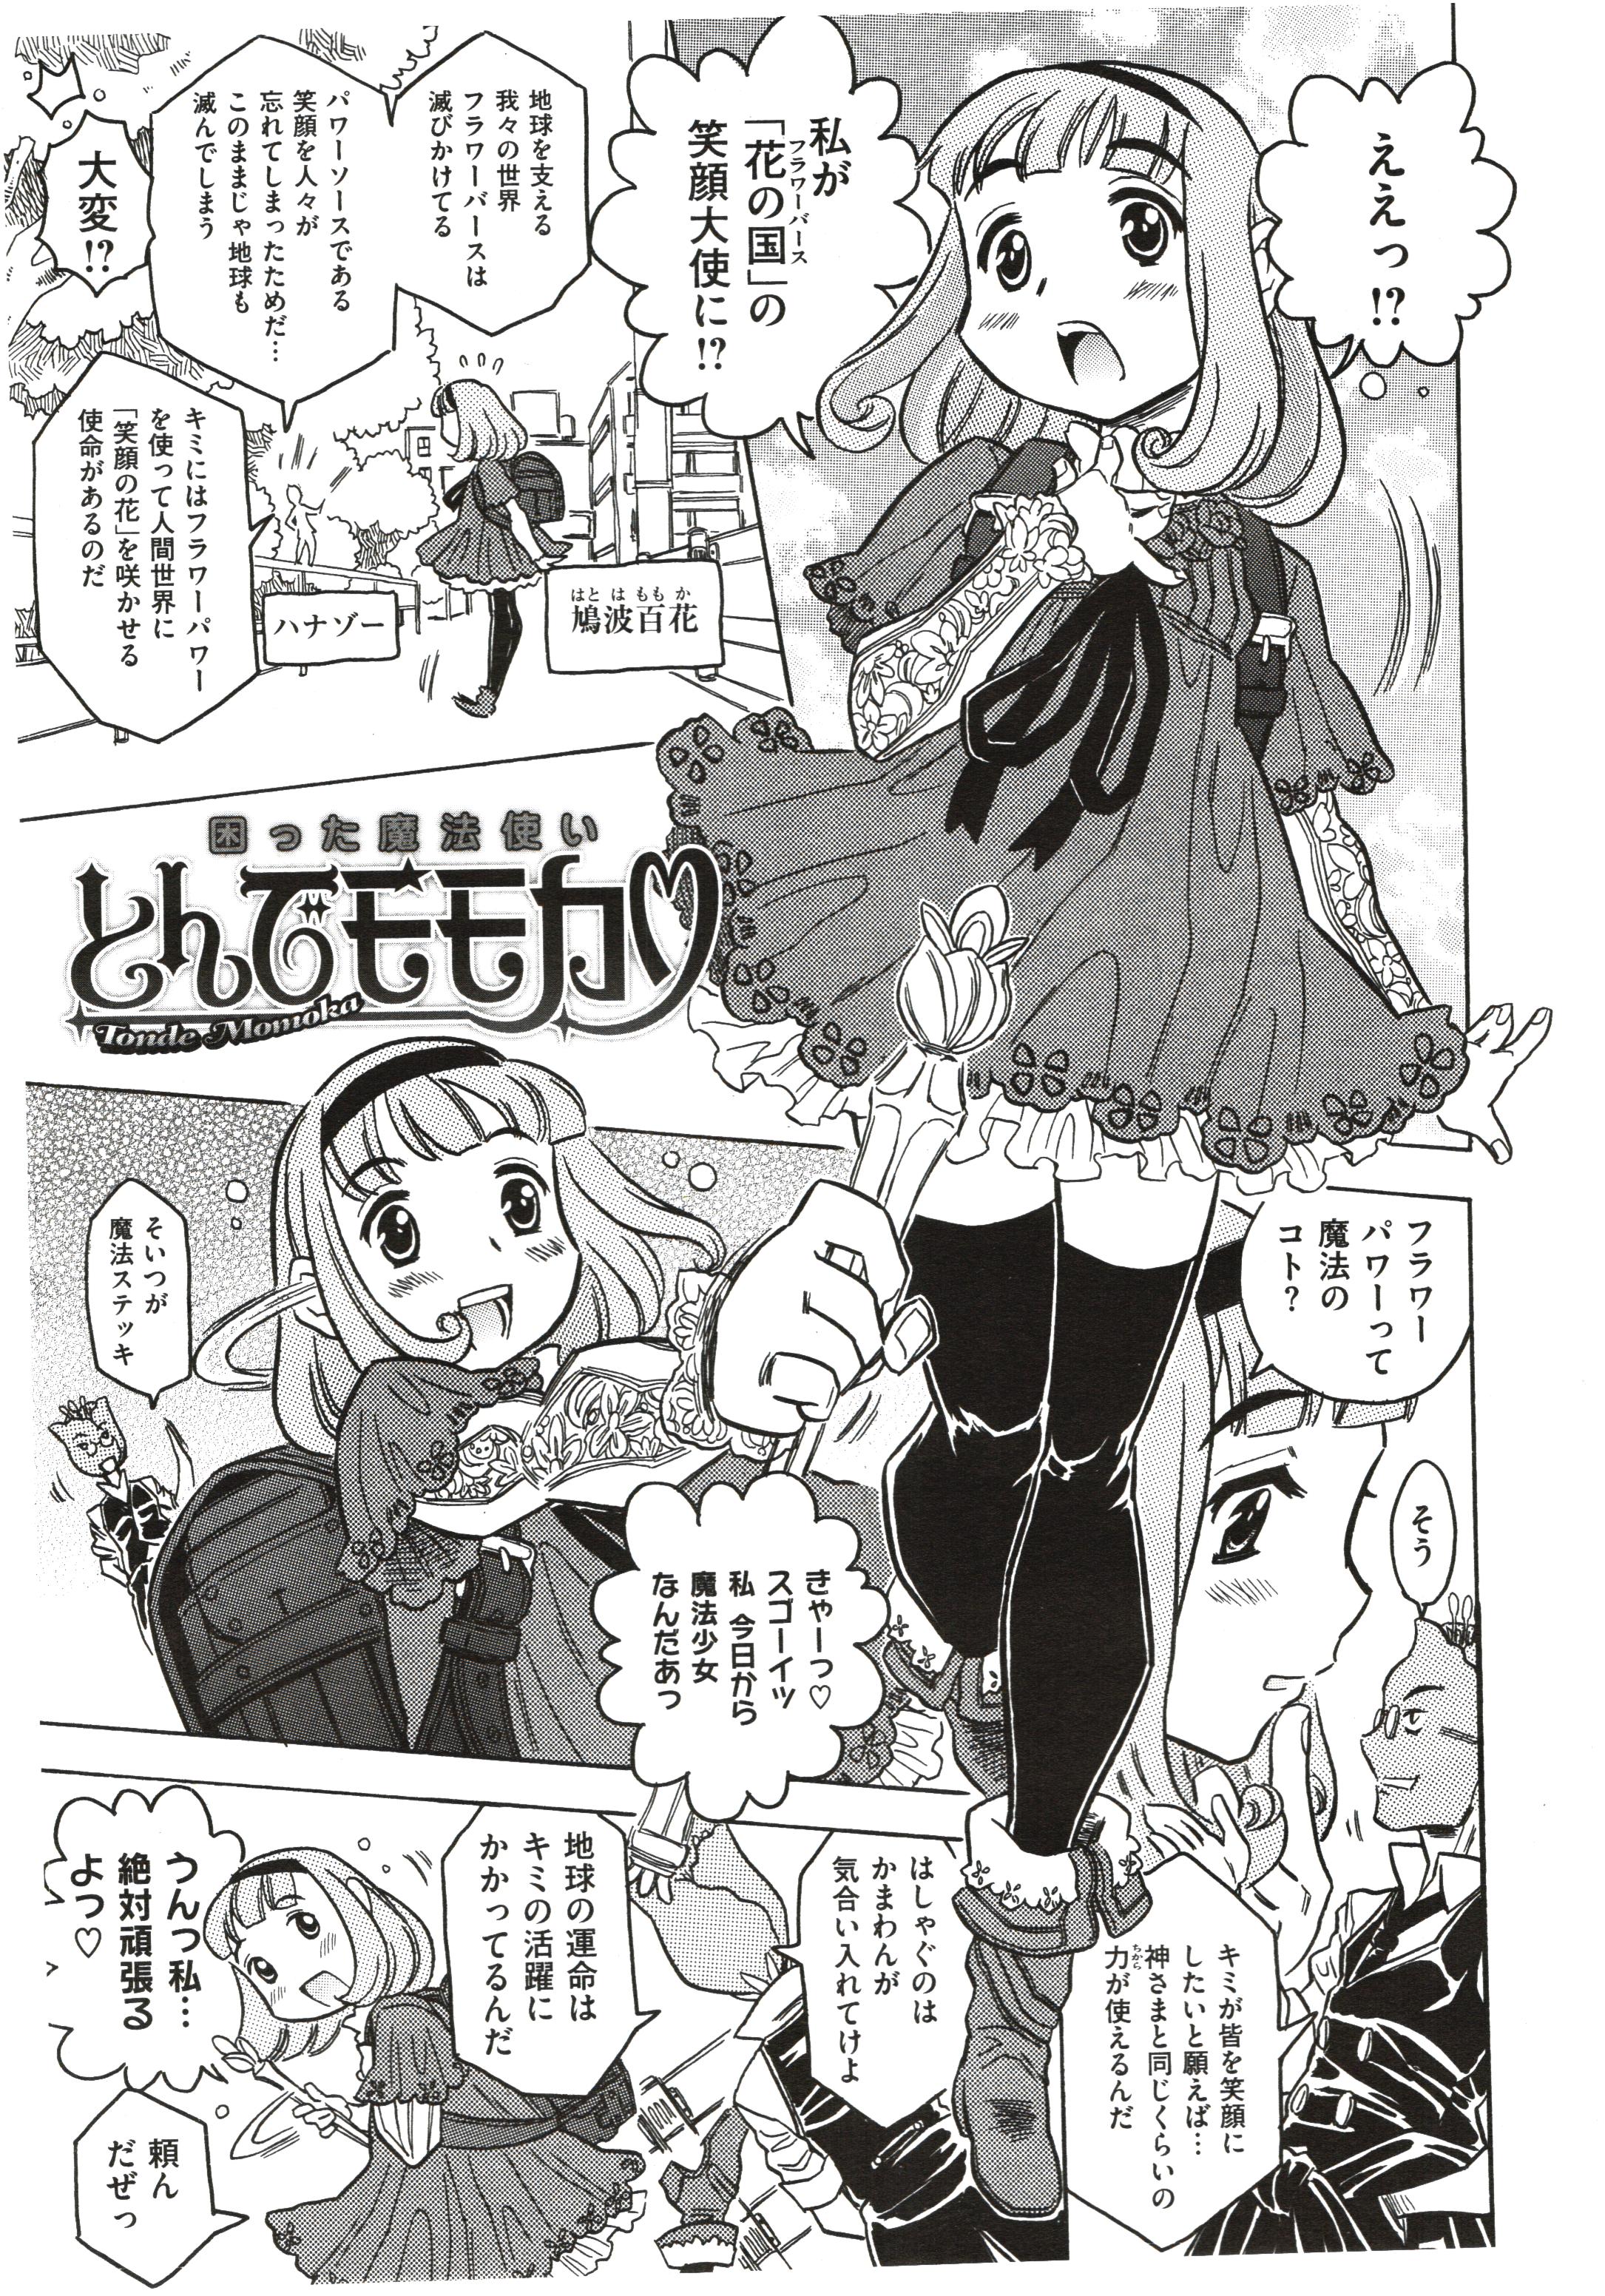 ええっ!?
私が
「花の国」の
フラワーバース
笑顔大使に!?
地球を支える
我々の世界
フラワーバースは
滅びかけてる
パワーソースである
笑顔を人々が
忘れてしまったためだ…
このままじゃ地球も
滅んでしまう
大変!?
鳩波百花
はとはももか
ハナゾー
キミにはフラワーパワー
を使って人間世界に
「笑顔の花」を咲かせる
使命があるのだ
困った魔法使い
とんでモモカ♡
Tonde Momoka
フラワー
パワーって
魔法の
コト?
そう
キミが皆を笑顔に
したいと願えば…
神さまと同じくらいの
力が使えるんだ
ちから
そいつが
魔法ステッキ
きゃーっ♡
スゴーイッ
私 今日から
魔法少女
なんだあっ
はしゃぐのは
かまわんが
気合い入れてけよ
地球の運命は
キミの活躍に
かかってるんだ
うんっ私…
絶対頑張る
よっ♡
頼ん
だぜっ